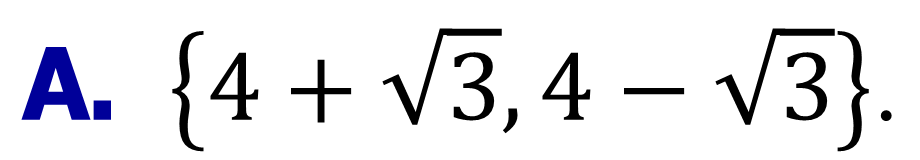 A. {4 + √3, 4 − √3}.